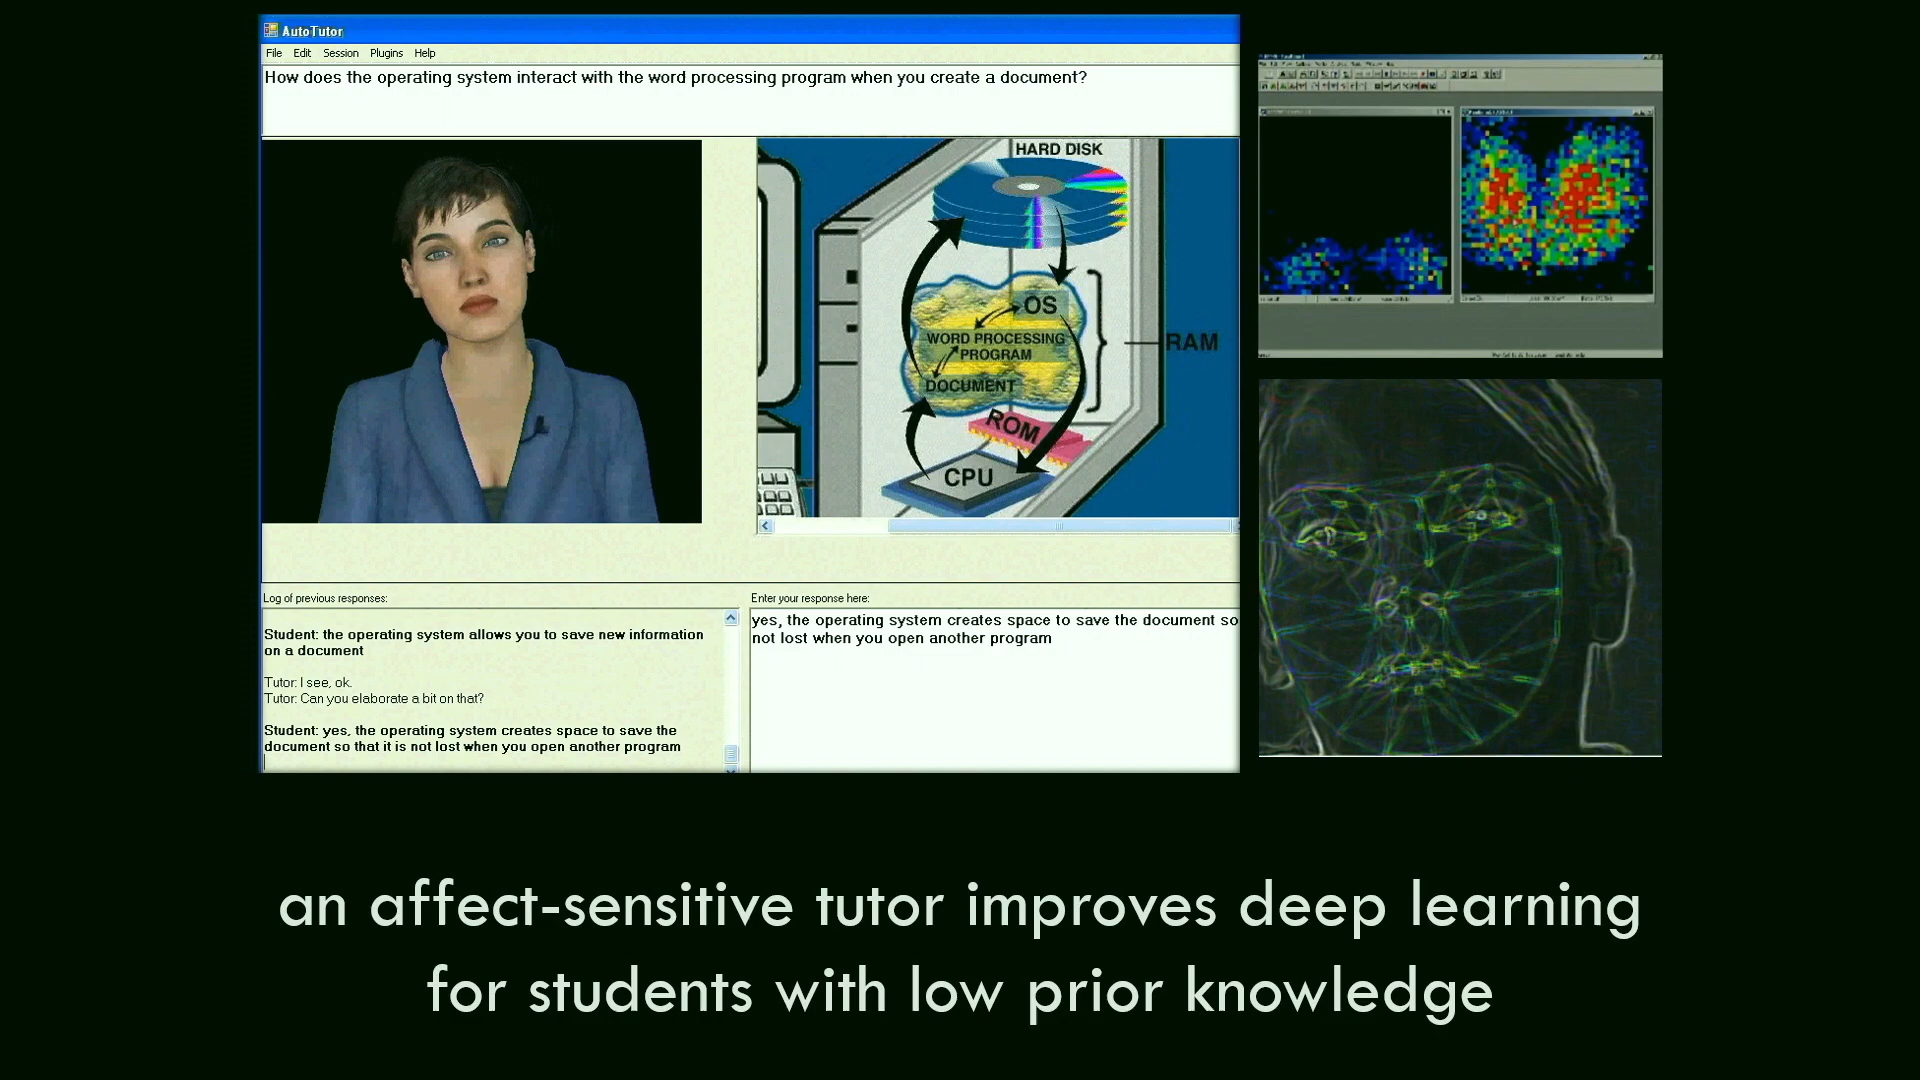 AutoTutor
File Edit Session Plugins Help
How does the operating system interact with the word processing program when you create a document?
HARD DISK
OS
WORD PROCESSING
PROGRAM
DOCUMENT
RAM
ROM
CPU
Log of previous responses:
Student: the operating system allows you to save new information
on a document
Tutor: I see, ok.
Tutor: Can you elaborate a bit on that?
Student: yes, the operating system creates space to save the
document so that it is not lost when you open another program
Enter your response here:
yes, the operating system creates space to save the document so
not lost when you open another program
an affect-sensitive tutor improves deep learning
for students with low prior knowledge